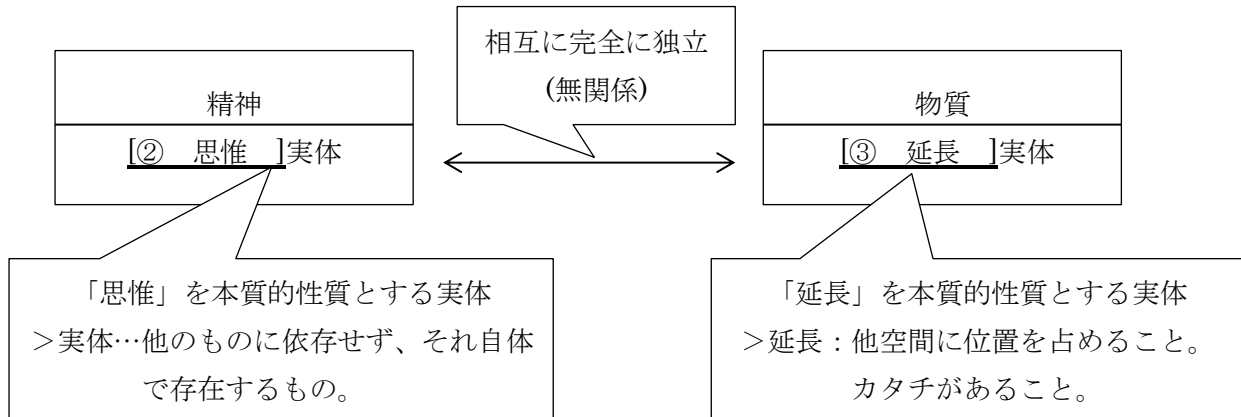 相互に完全に独立
(無関係)
精神
[②　思惟　]実体
物質
[③　延長　]実体
「思惟」を本質的性質とする実体
＞実体…他のものに依存せず、それ自体
で存在するもの。
「延長」を本質的性質とする実体
＞延長：他空間に位置を占めること。
カタチがあること。